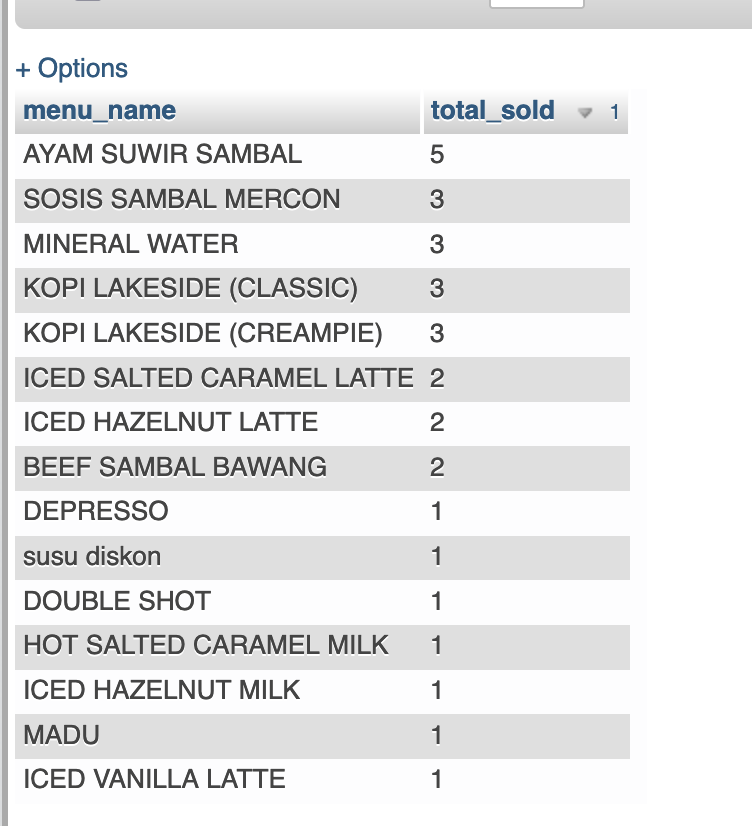 + Options
menu_name total_sold 1
AYAM SUWIR SAMBAL 5
SOSIS SAMBAL MERCON 3
MINERAL WATER 3
KOPI LAKESIDE (CLASSIC) 3
KOPI LAKESIDE (CREAMPIE) 3
ICED SALTED CARAMEL LATTE 2
ICED HAZELNUT LATTE 2
BEEF SAMBAL BAWANG 2
DEPRESSO 1
susu diskon 1
DOUBLE SHOT 1
HOT SALTED CARAMEL MILK 1
ICED HAZELNUT MILK 1
MADU 1
ICED VANILLA LATTE 1